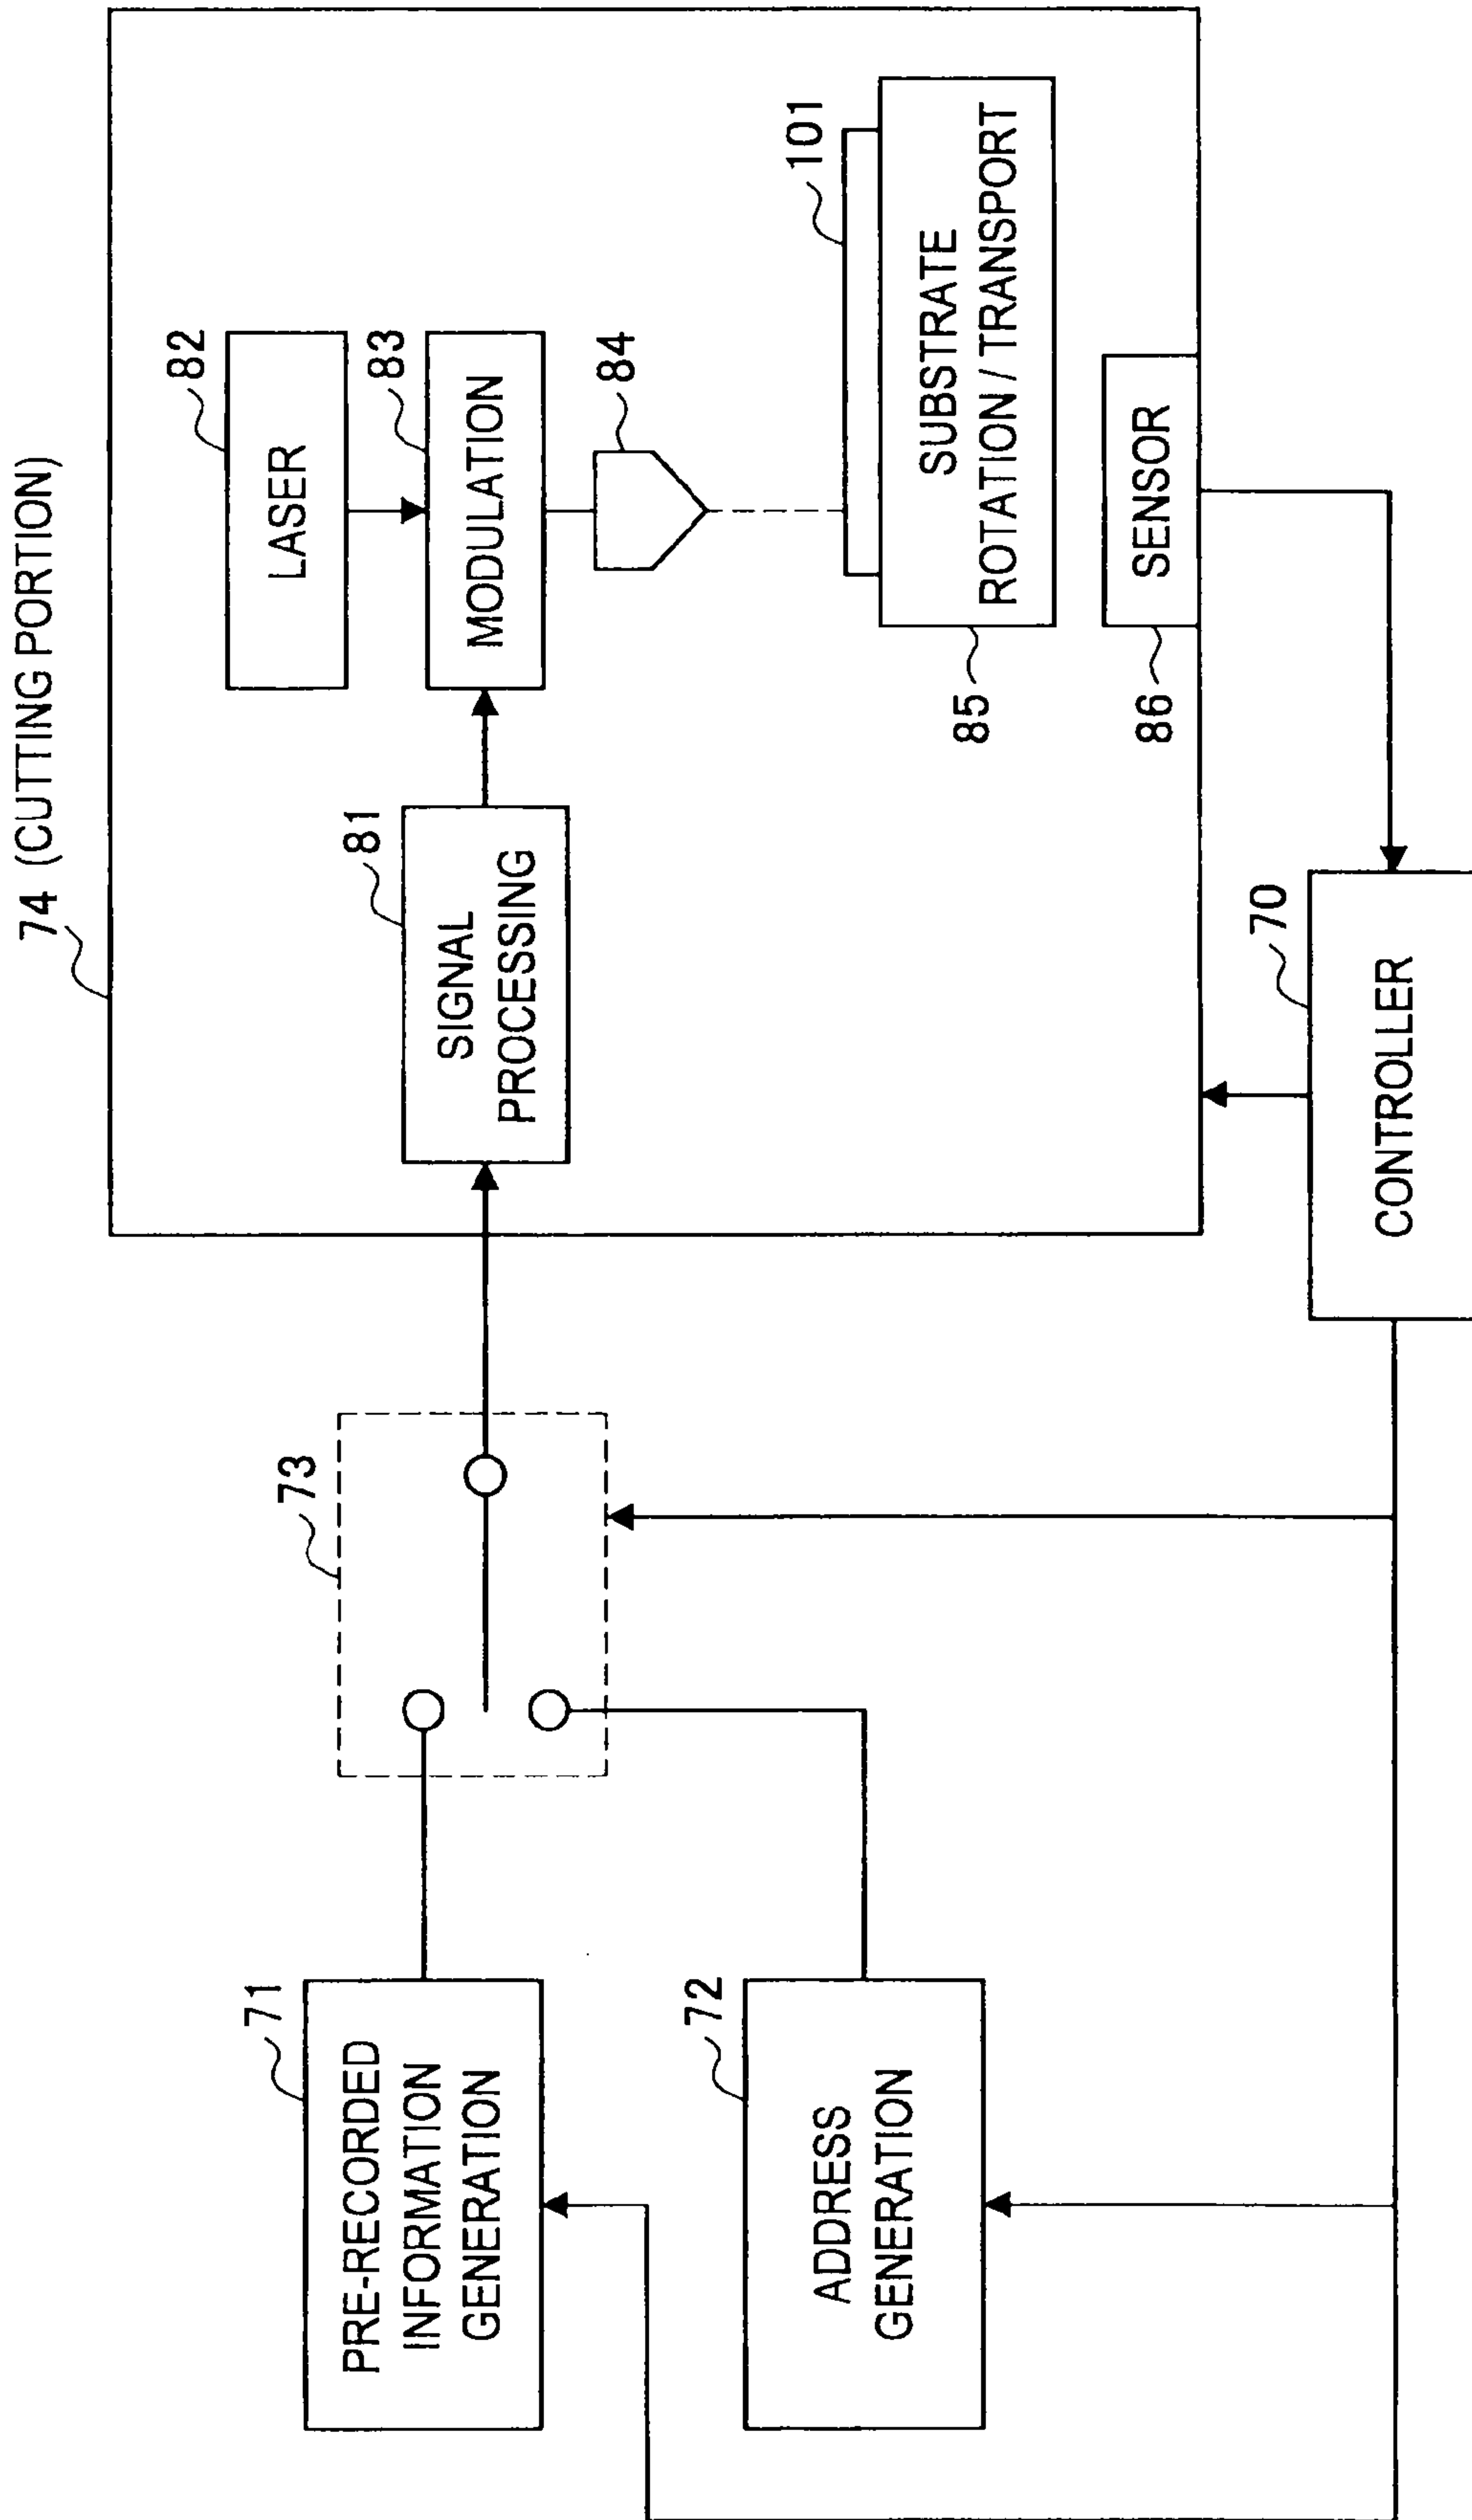 74 (CUTTING PORTION)
82
LASER
83
MODULATION
84
81
SIGNAL
PROCESSING
101
SUBSTRATE
ROTATION / TRANSPORT
85
SENSOR
86
73
71
PRE-RECORDED
INFORMATION
GENERATION
72
ADDRESS
GENERATION
70
CONTROLLER